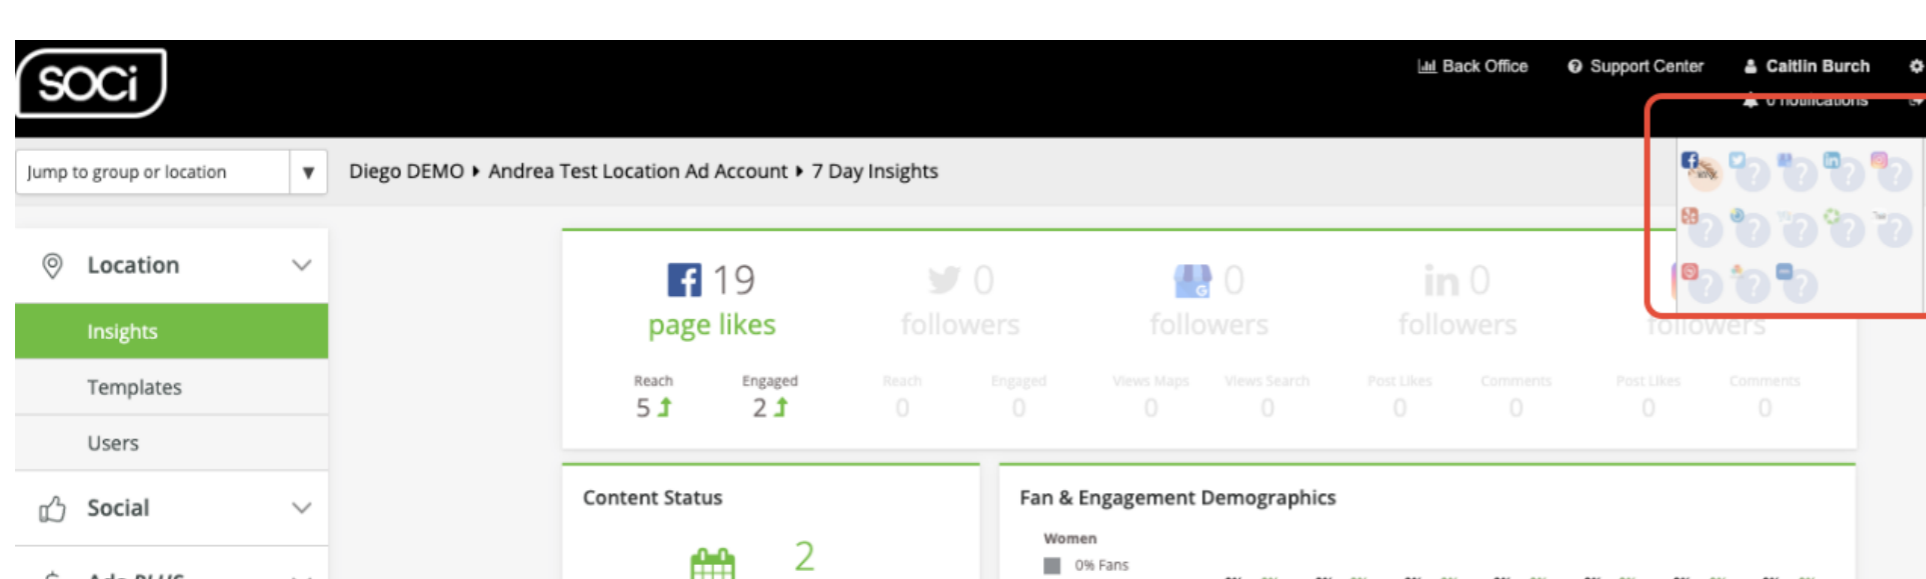 SOCi
Back Office Support Center Caitlin Burch
0 notifications
Jump to group or location ▼ Diego DEMO ▸ Andrea Test Location Ad Account ▸ 7 Day Insights
Location
Insights
Templates
Users
Social
19
page likes
Reach Engaged
5 2
0
followers
Reach Engaged
0 0
0
followers
Views Maps Views Search
0 0
in 0
followers
Post Likes Comments
0 0
followers
Post Likes Comments
0 0
Content Status
2
Fan & Engagement Demographics
Women
0% Fans